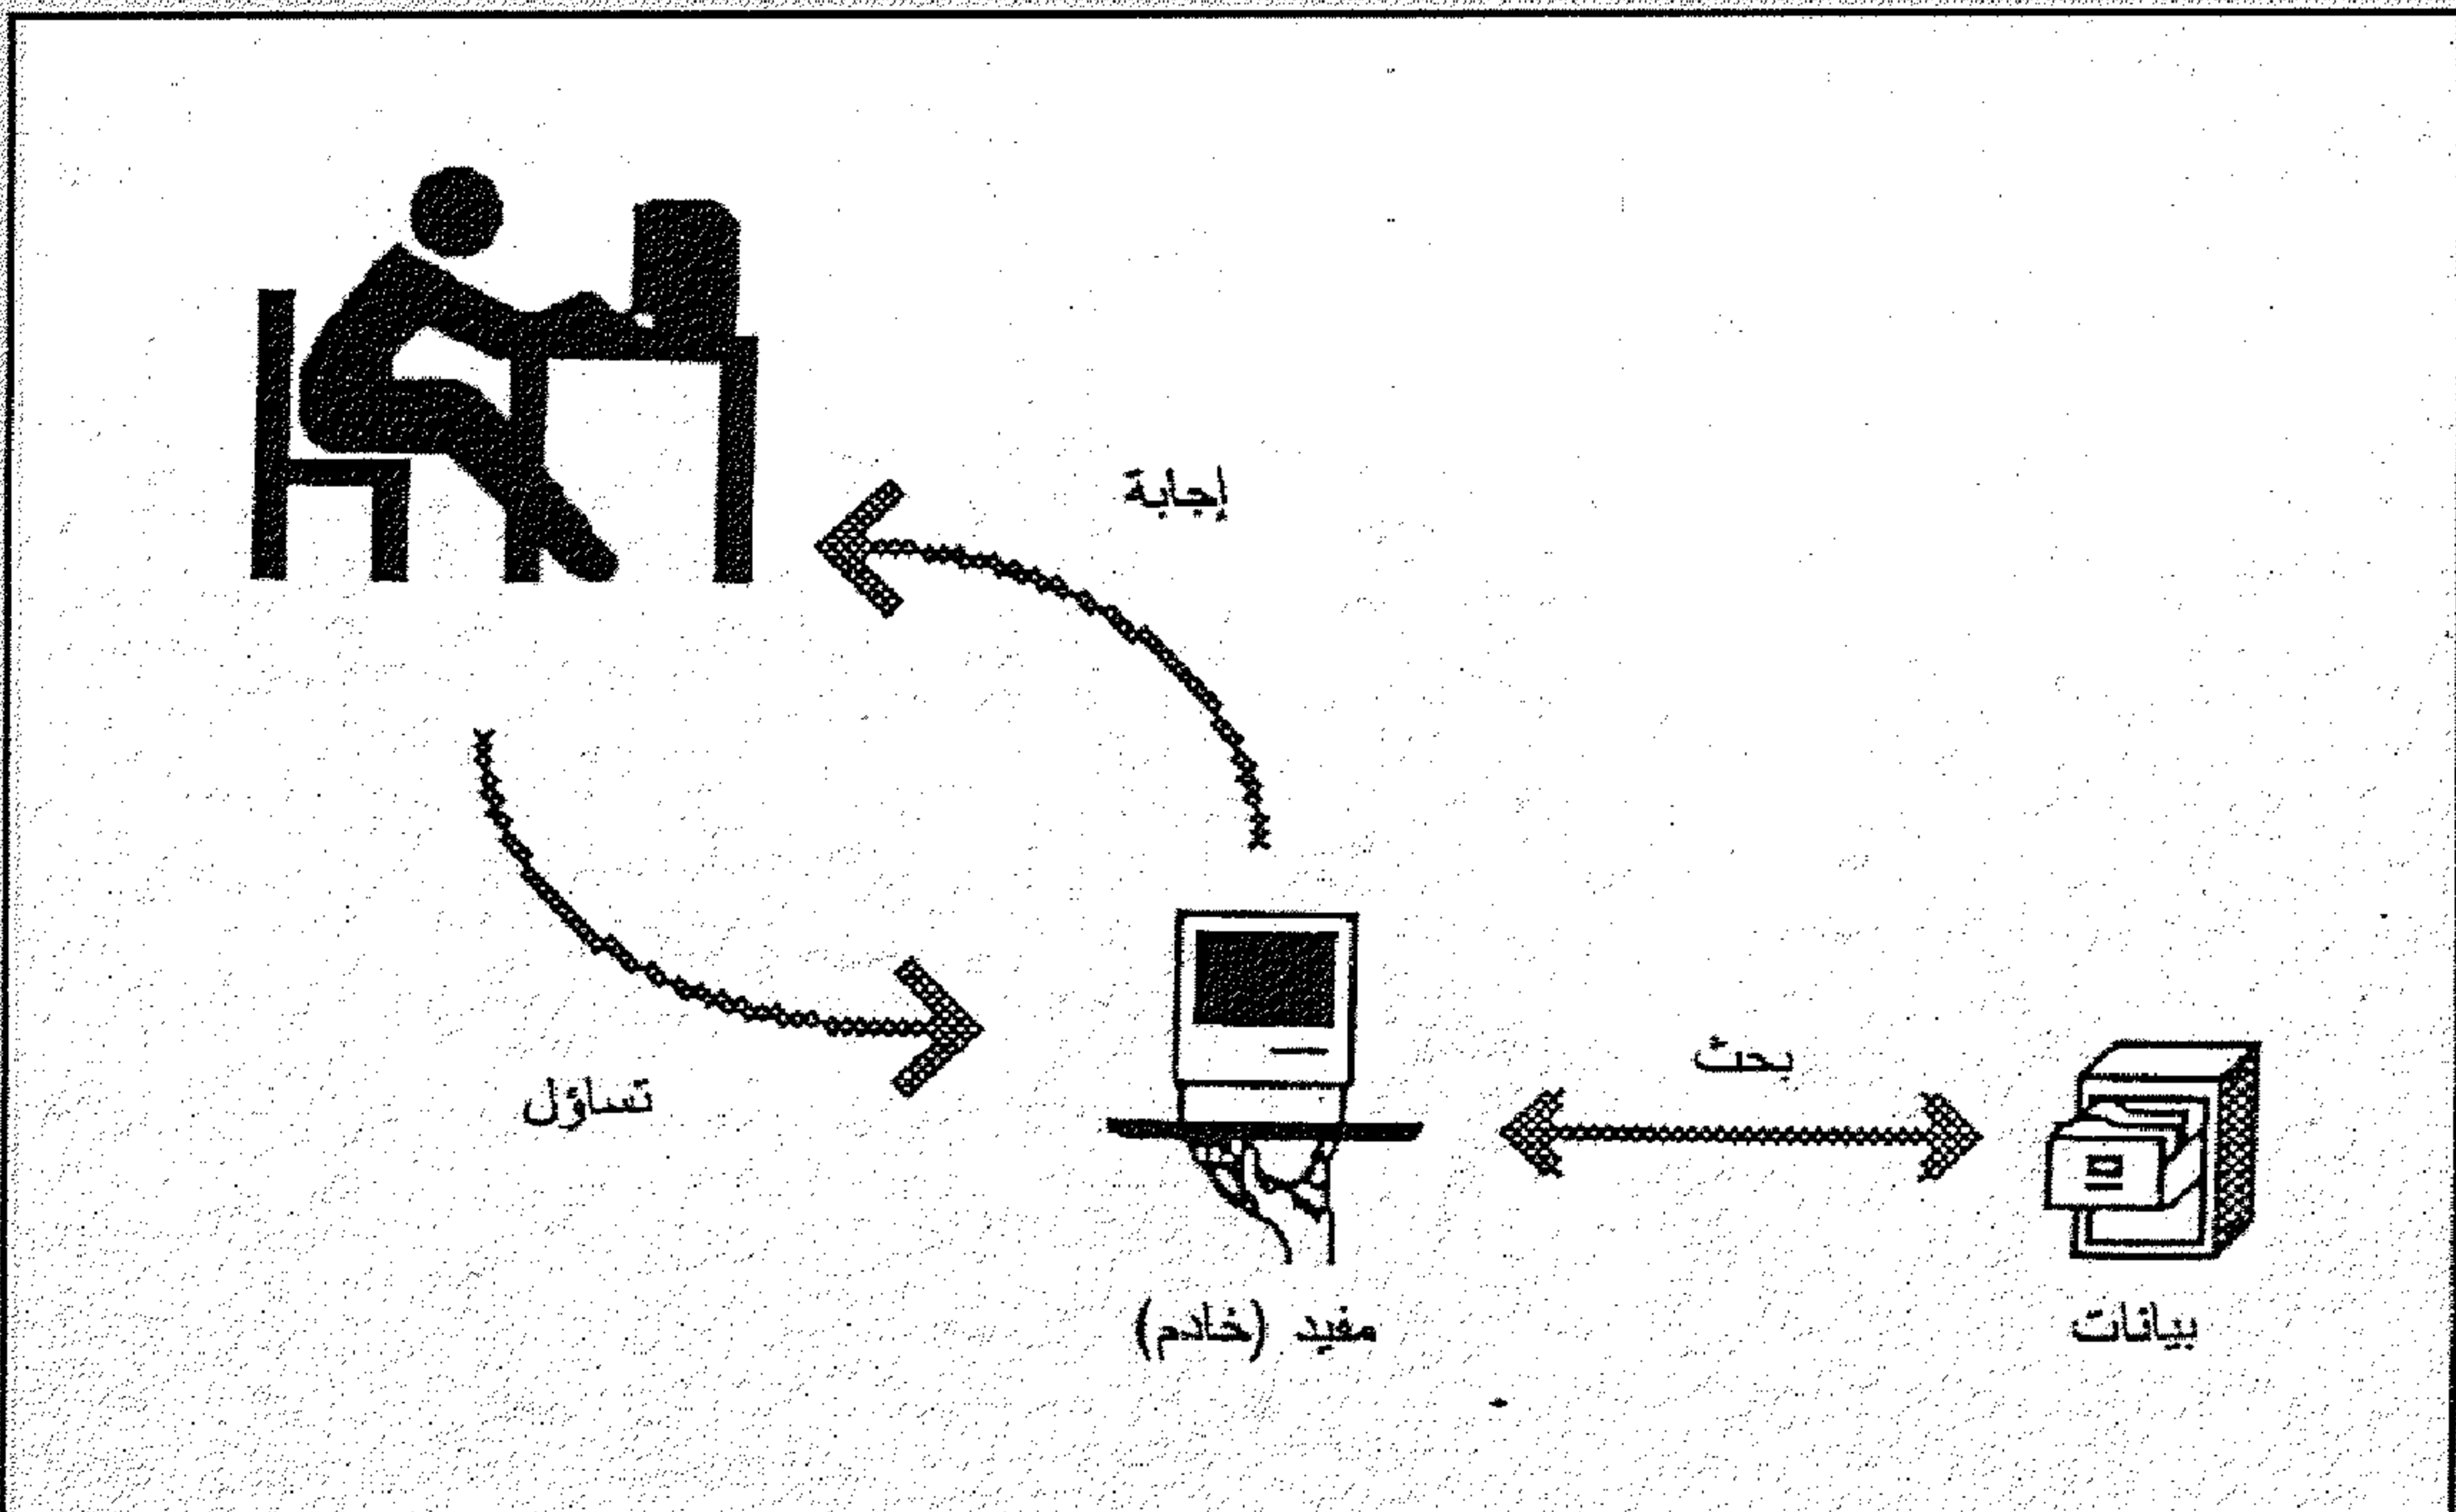 إجابة
تساؤل
بحث
مفيد (خادم)
بيانات